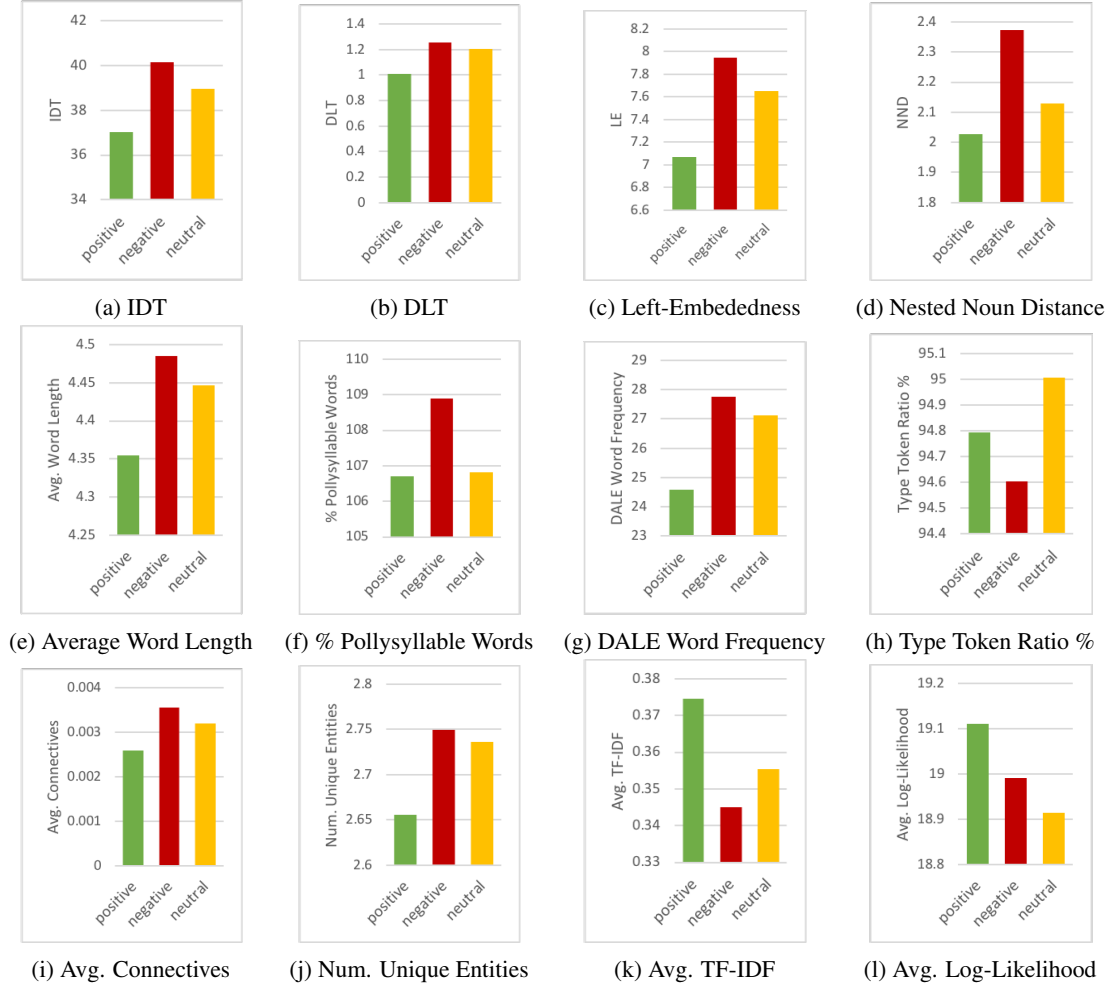 42
40
38
36
34
IDT
positive
negative
neutral
(a) IDT
1.4
1.2
1
0.8
0.6
0.4
0.2
0
DLT
positive
negative
neutral
(b) DLT
8.2
8
7.8
7.6
7.4
7.2
7
6.8
6.6
LE
positive
negative
neutral
(c) Left-Embededness
2.4
2.3
2.2
2.1
2
1.9
1.8
NND
positive
negative
neutral
(d) Nested Noun Distance
4.5
4.45
4.4
4.35
4.3
4.25
Avg. Word Length
positive
negative
neutral
(e) Average Word Length
110
109
108
107
106
105
% Pollysyllable Words
positive
negative
neutral
(f) % Pollysyllable Words
29
28
27
26
25
24
23
DALE Word Frequency
positive
negative
neutral
(g) DALE Word Frequency
95.1
95
94.9
94.8
94.7
94.6
94.5
94.4
Type Token Ratio %
positive
negative
neutral
(h) Type Token Ratio %
0.004
0.003
0.002
0.001
0
Avg. Connectives
positive
negative
neutral
(i) Avg. Connectives
2.8
2.75
2.7
2.65
2.6
Num. Unique Entities
positive
negative
neutral
(j) Num. Unique Entities
0.38
0.37
0.36
0.35
0.34
0.33
Avg. TF-IDF
positive
negative
neutral
(k) Avg. TF-IDF
19.2
19.1
19
18.9
18.8
Avg. Log-Likelihood
positive
negative
neutral
(l) Avg. Log-Likelihood